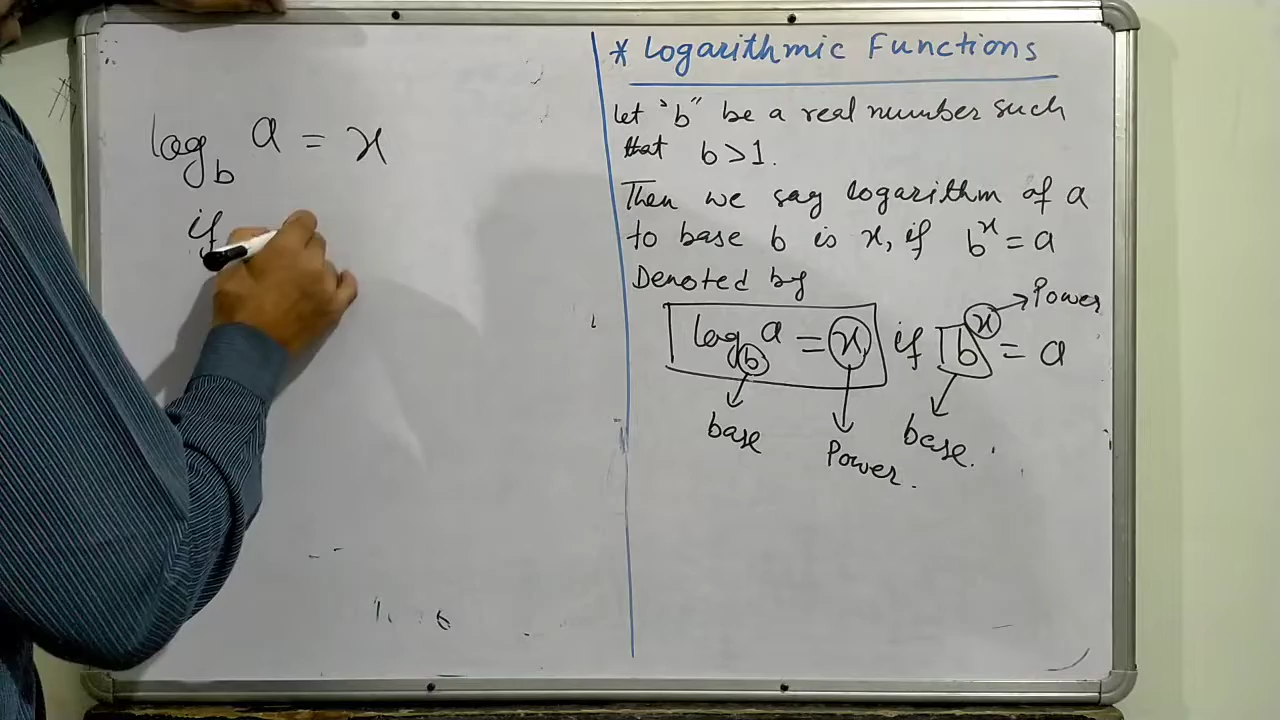 log_b a = x
if
* Logarithmic Functions
Let "b" be a real number such
that b > 1.
Then we say logarithm of a
to base b is x, if b^x = a
Denoted by
Power
log_b a = x if b^x = a
base Power. base.